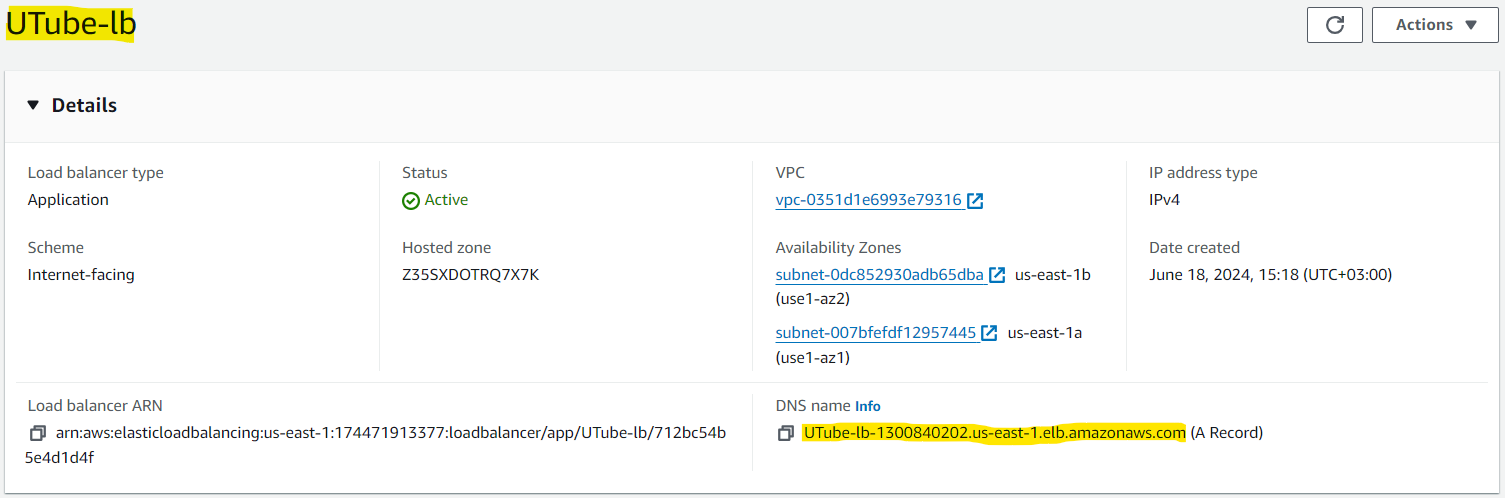 UTube-lb
Actions
Details
Load balancer type
Application
Status
Active
VPC
vpc-0351d1e6993e79316
IP address type
IPv4
Scheme
Internet-facing
Hosted zone
Z35SXDOTRQ7X7K
Availability Zones
subnet-0dc852930adb65dba us-east-1b
(use1-az2)
subnet-007bfefdf12957445 us-east-1a
(use1-az1)
Date created
June 18, 2024, 15:18 (UTC+03:00)
Load balancer ARN
arn:aws:elasticloadbalancing:us-east-1:174471913377:loadbalancer/app/UTube-lb/712bc54b
5e4d1d4f
DNS name Info
UTube-lb-1300840202.us-east-1.elb.amazonaws.com (A Record)